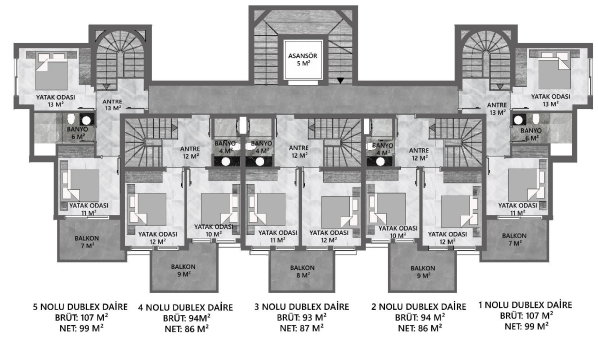 ASANSÖR
5 M²
YATAK ODASI
13 M²
ANTRE
13 M²
ANTRE
13 M²
YATAK ODASI
13 M²
BANYO
6 M²
ANTRE
12 M²
BANYO
4 M²
BANYO
4 M²
ANTRE
12 M²
BANYO
4 M²
ANTRE
12 M²
BANYO
6 M²
YATAK ODASI
11 M²
YATAK ODASI
12 M²
YATAK ODASI
10 M²
YATAK ODASI
11 M²
YATAK ODASI
12 M²
YATAK ODASI
10 M²
YATAK ODASI
12 M²
YATAK ODASI
11 M²
BALKON
7 M²
BALKON
9 M²
BALKON
8 M²
BALKON
9 M²
BALKON
7 M²
5 NOLU DUBLEX DAİRE
BRÜT: 107 M²
NET: 99 M²
4 NOLU DUBLEX DAİRE
BRÜT: 94M²
NET: 86 M²
3 NOLU DUBLEX DAİRE
BRÜT: 93 M²
NET: 87 M²
2 NOLU DUBLEX DAİRE
BRÜT: 94 M²
NET: 86 M²
1 NOLU DUBLEX DAİRE
BRÜT: 107 M²
NET: 99 M²